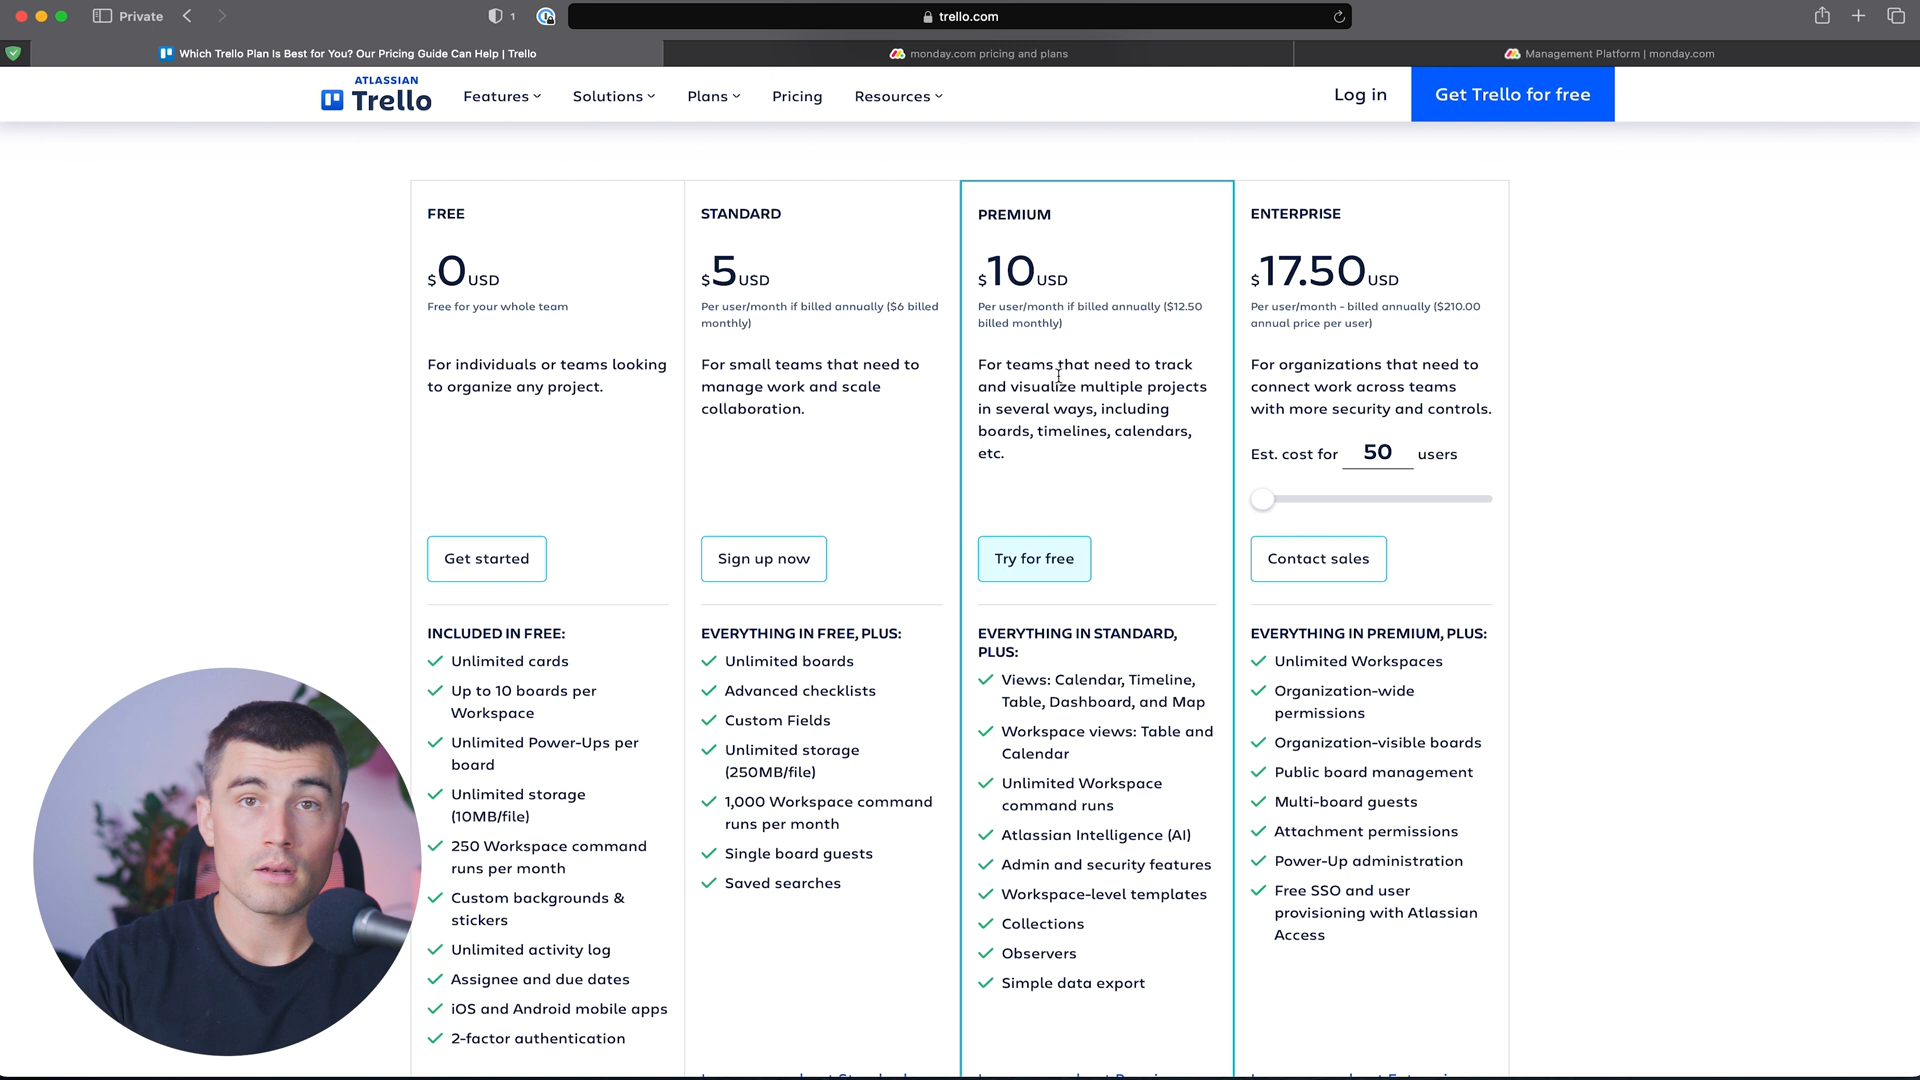 Private
1
trello.com
Which Trello Plan Is Best for You? Our Pricing Guide Can Help | Trello
monday.com pricing and plans
Management Platform | monday.com
ATLASSIAN
Trello
Features
Solutions
Plans
Pricing
Resources
Log in
Get Trello for free
FREE
$0 USD
Free for your whole team
For individuals or teams looking
to organize any project.
Get started
INCLUDED IN FREE:
Unlimited cards
Up to 10 boards per
Workspace
Unlimited Power-Ups per
board
Unlimited storage
(10MB/file)
250 Workspace command
runs per month
Custom backgrounds &
stickers
Unlimited activity log
Assignee and due dates
iOS and Android mobile apps
2-factor authentication
STANDARD
$5 USD
Per user/month if billed annually ($6 billed
monthly)
For small teams that need to
manage work and scale
collaboration.
Sign up now
EVERYTHING IN FREE, PLUS:
Unlimited boards
Advanced checklists
Custom Fields
Unlimited storage
(250MB/file)
1,000 Workspace command
runs per month
Single board guests
Saved searches
PREMIUM
$10 USD
Per user/month if billed annually ($12.50
billed monthly)
For teams that need to track
and visualize multiple projects
in several ways, including
boards, timelines, calendars,
etc.
Try for free
EVERYTHING IN STANDARD,
PLUS:
Views: Calendar, Timeline,
Table, Dashboard, and Map
Workspace views: Table and
Calendar
Unlimited Workspace
command runs
Atlassian Intelligence (AI)
Admin and security features
Workspace-level templates
Collections
Observers
Simple data export
ENTERPRISE
$17.50 USD
Per user/month - billed annually ($210.00
annual price per user)
For organizations that need to
connect work across teams
with more security and controls.
Est. cost for 50 users
Contact sales
EVERYTHING IN PREMIUM, PLUS:
Unlimited Workspaces
Organization-wide
permissions
Organization-visible boards
Public board management
Multi-board guests
Attachment permissions
Power-Up administration
Free SSO and user
provisioning with Atlassian
Access